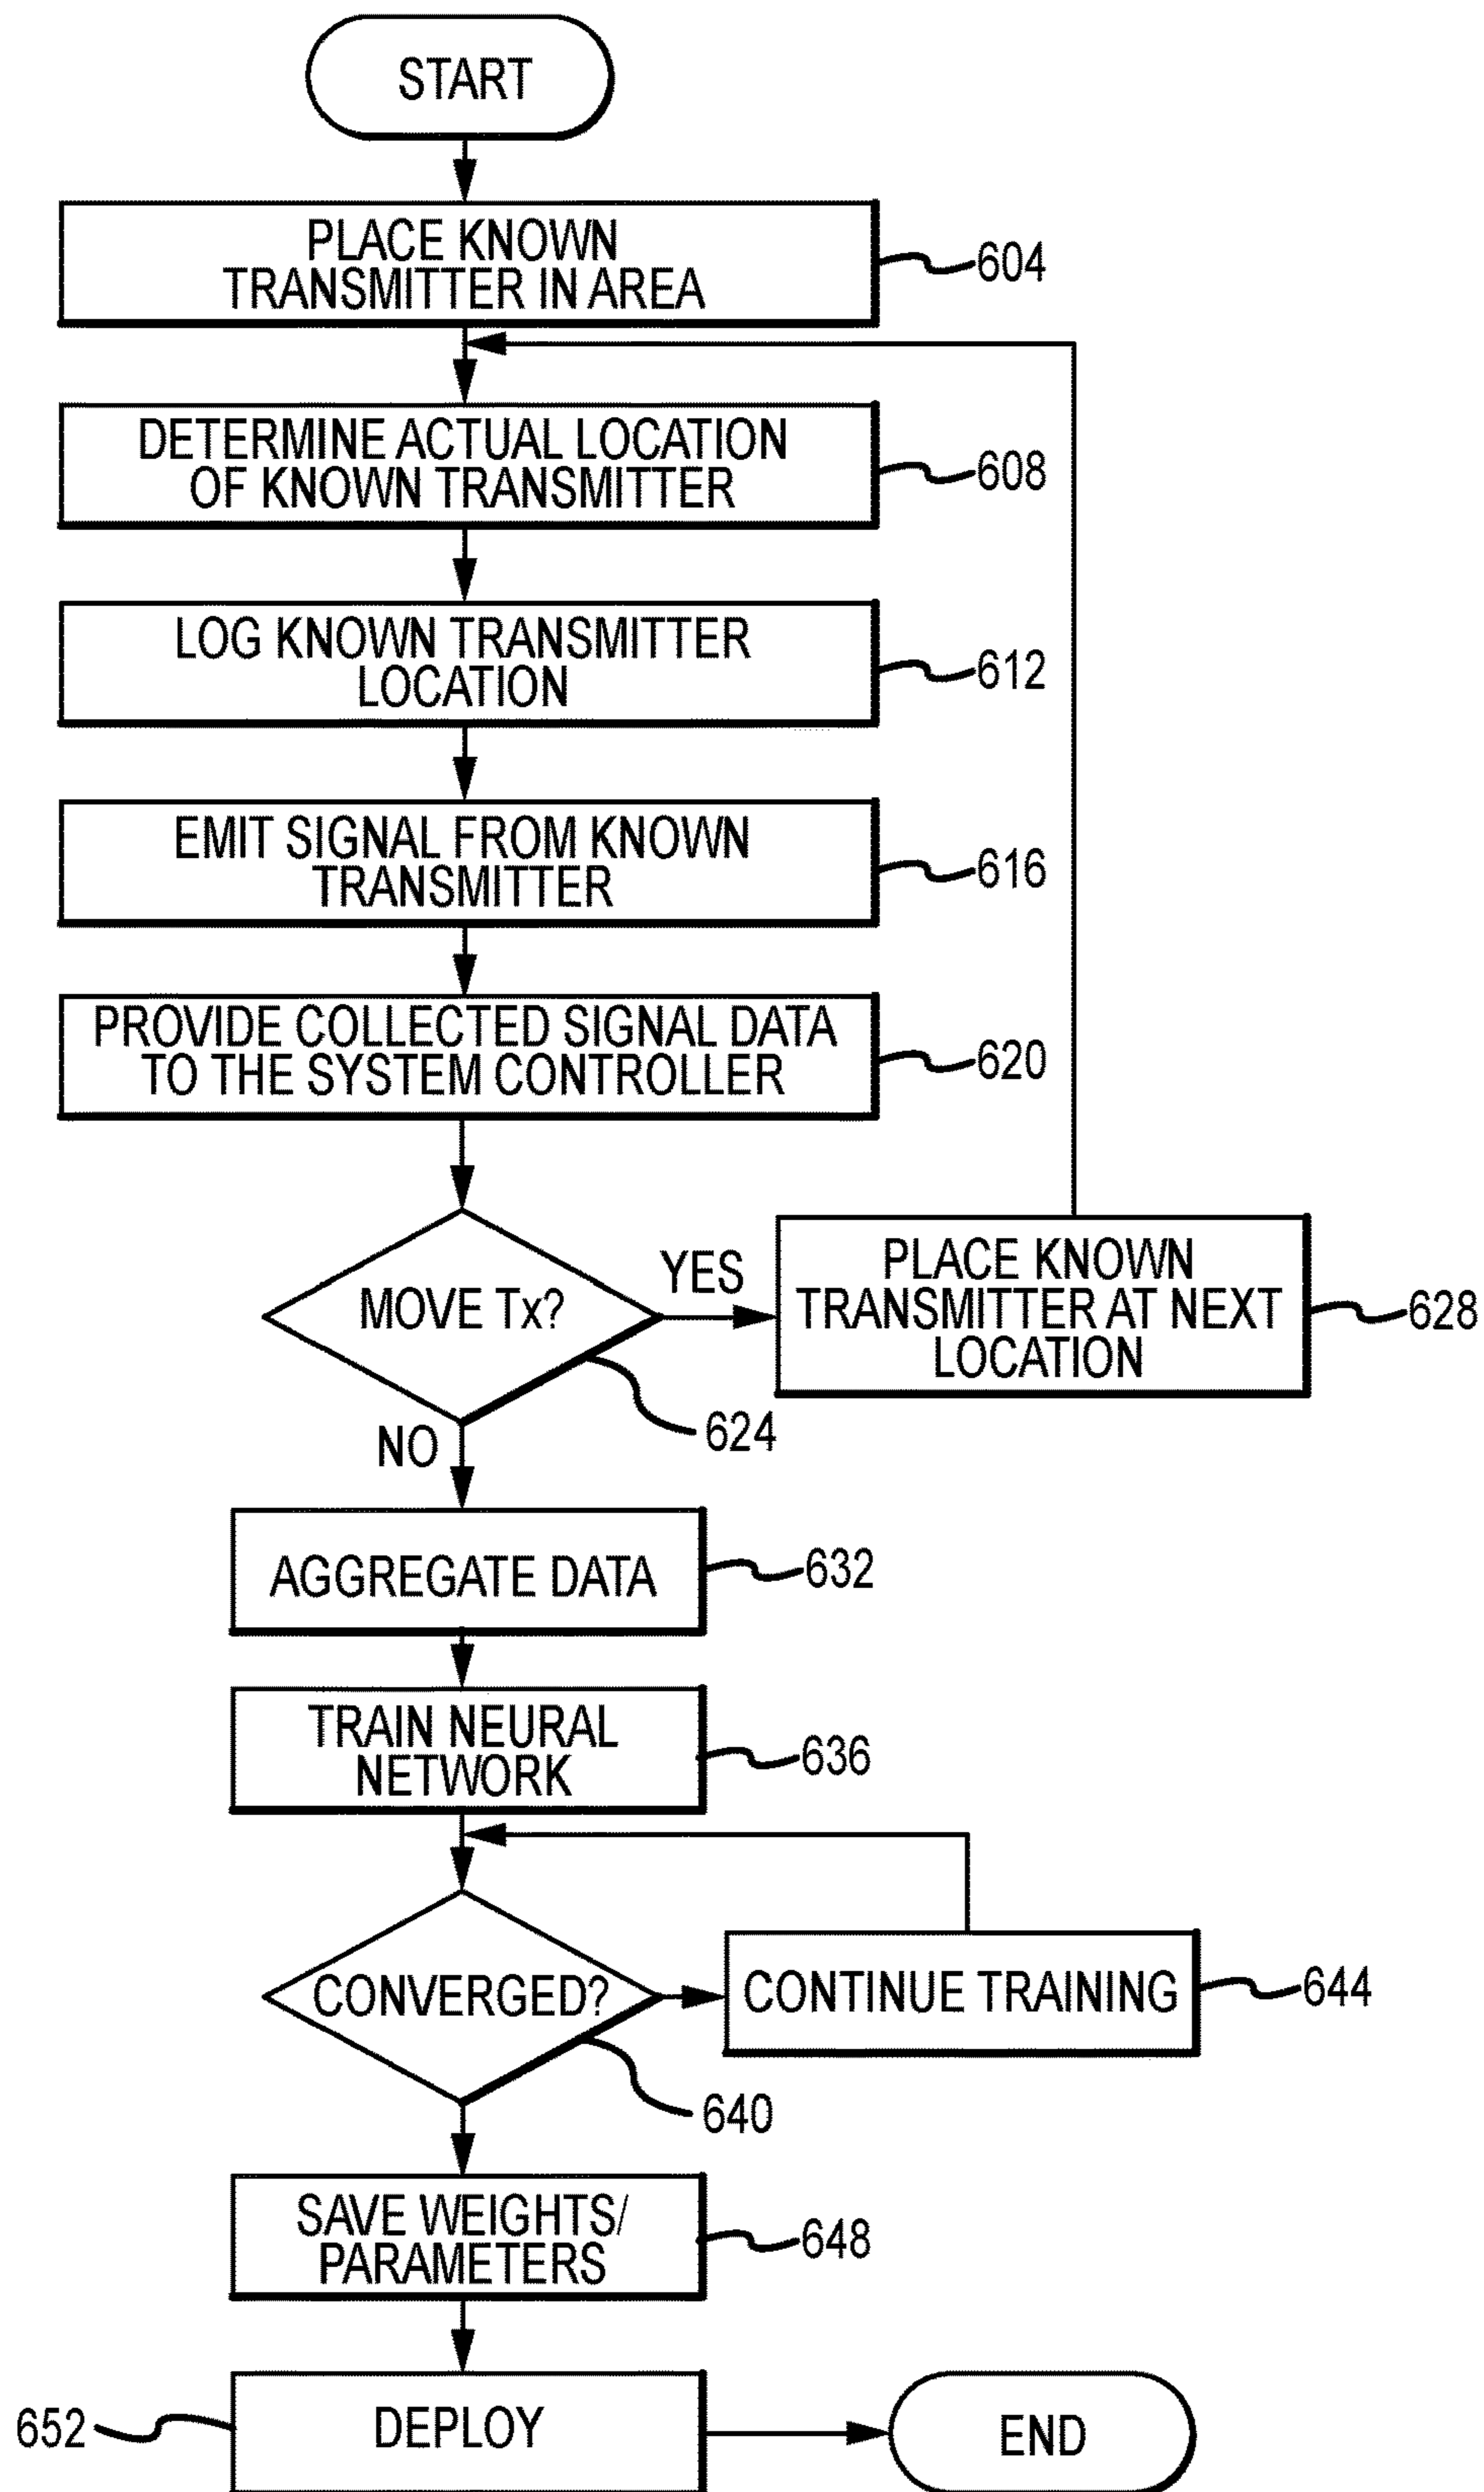 START
PLACE KNOWN
TRANSMITTER IN AREA
604
DETERMINE ACTUAL LOCATION
OF KNOWN TRANSMITTER
608
LOG KNOWN TRANSMITTER
LOCATION
612
EMIT SIGNAL FROM KNOWN
TRANSMITTER
616
PROVIDE COLLECTED SIGNAL DATA
TO THE SYSTEM CONTROLLER
620
MOVE Tx?
YES
PLACE KNOWN
TRANSMITTER AT NEXT
LOCATION
628
624
NO
AGGREGATE DATA
632
TRAIN NEURAL
NETWORK
636
CONVERGED?
CONTINUE TRAINING
644
640
SAVE WEIGHTS/
PARAMETERS
648
652
DEPLOY
END